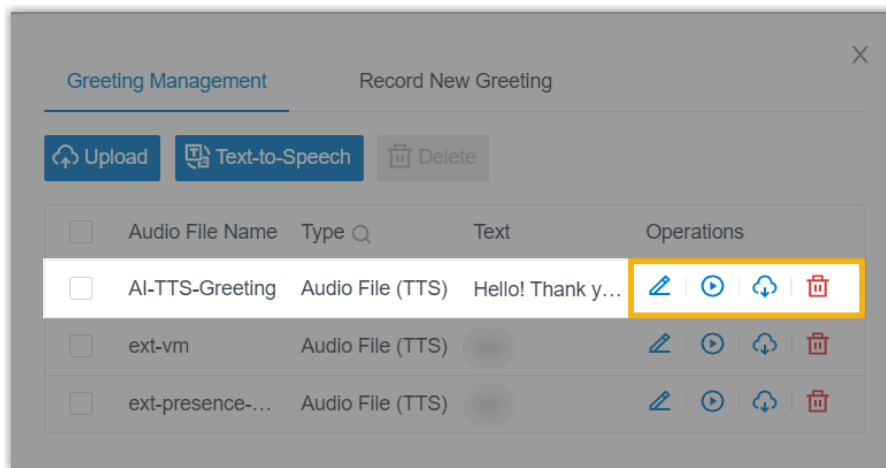 Greeting Management Record New Greeting
Upload Text-to-Speech Delete
Audio File Name Type Text Operations
AI-TTS-Greeting Audio File (TTS) Hello! Thank y...
ext-vm Audio File (TTS)
ext-presence-... Audio File (TTS)